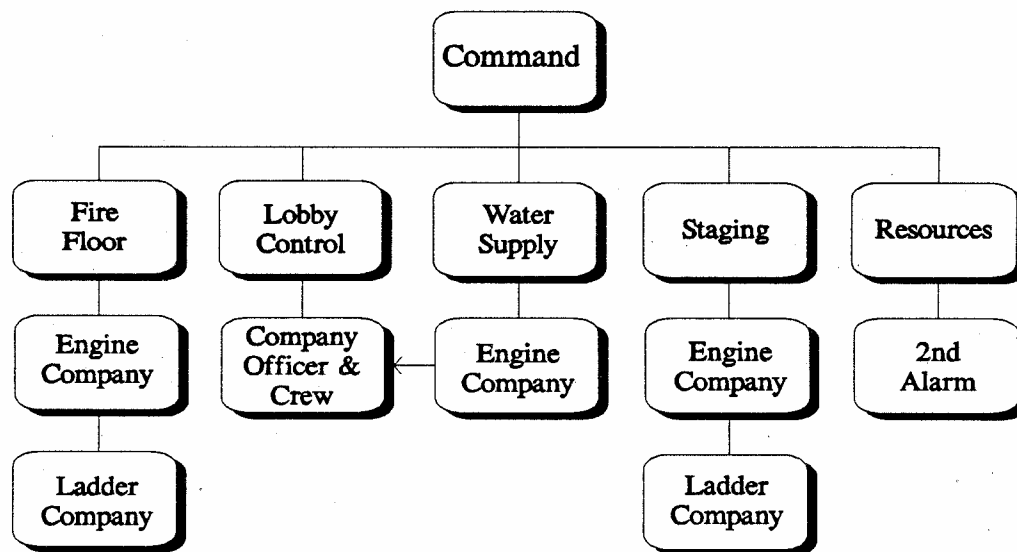 Command
Fire
Floor
Lobby
Control
Water
Supply
Staging
Resources
Engine
Company
Company
Officer &
Crew
Engine
Company
Engine
Company
2nd
Alarm
Ladder
Company
Ladder
Company